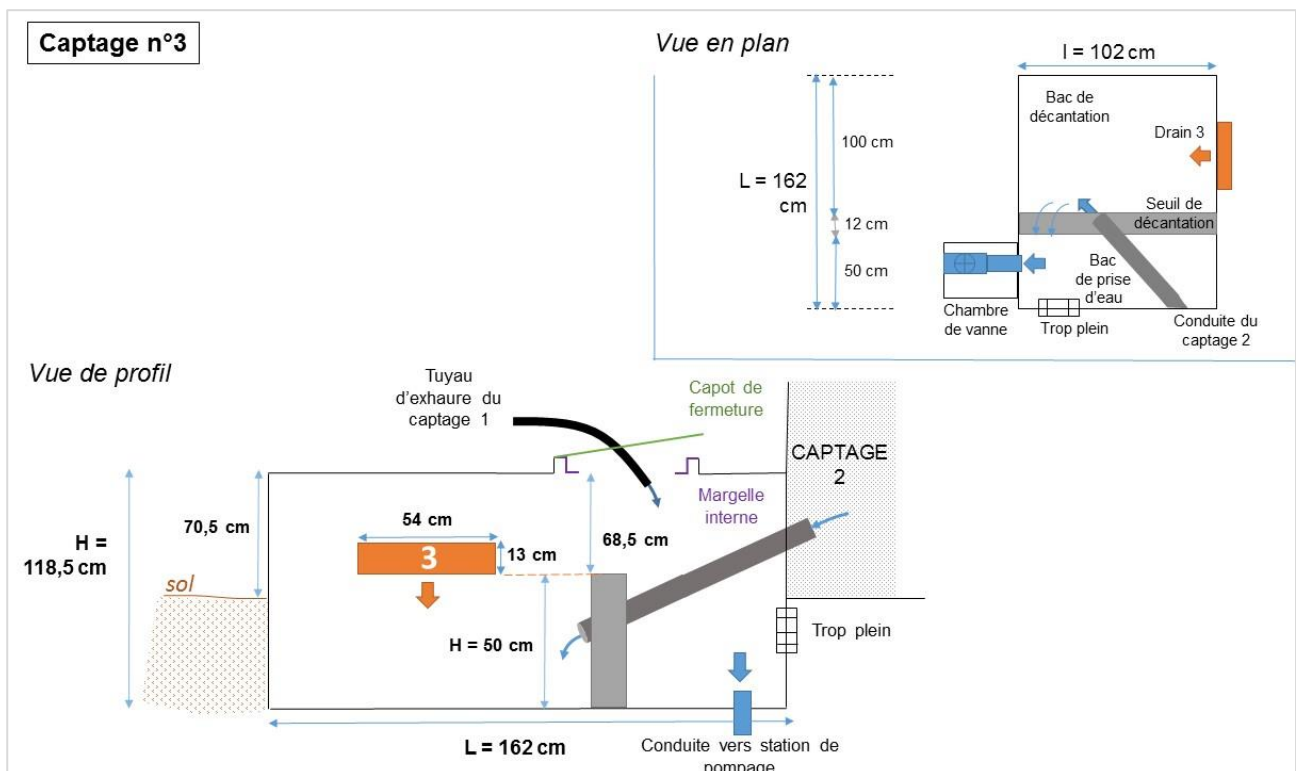 Captage n°3
Vue en plan
l = 102 cm
Bac de
décantation
100 cm
Drain 3
L = 162
cm
Seuil de
décantation
12 cm
50 cm
Bac
de prise
d'eau
Chambre
de vanne
Trop plein
Conduite du
captage 2
Vue de profil
Tuyau
d'exhaure du
captage 1
Capot de
fermeture
CAPTAGE
2
Margelle
interne
70,5 cm
54 cm
68,5 cm
H =
118,5 cm
3
13 cm
sol
H = 50 cm
Trop plein
L = 162 cm
Conduite vers station de
pompage